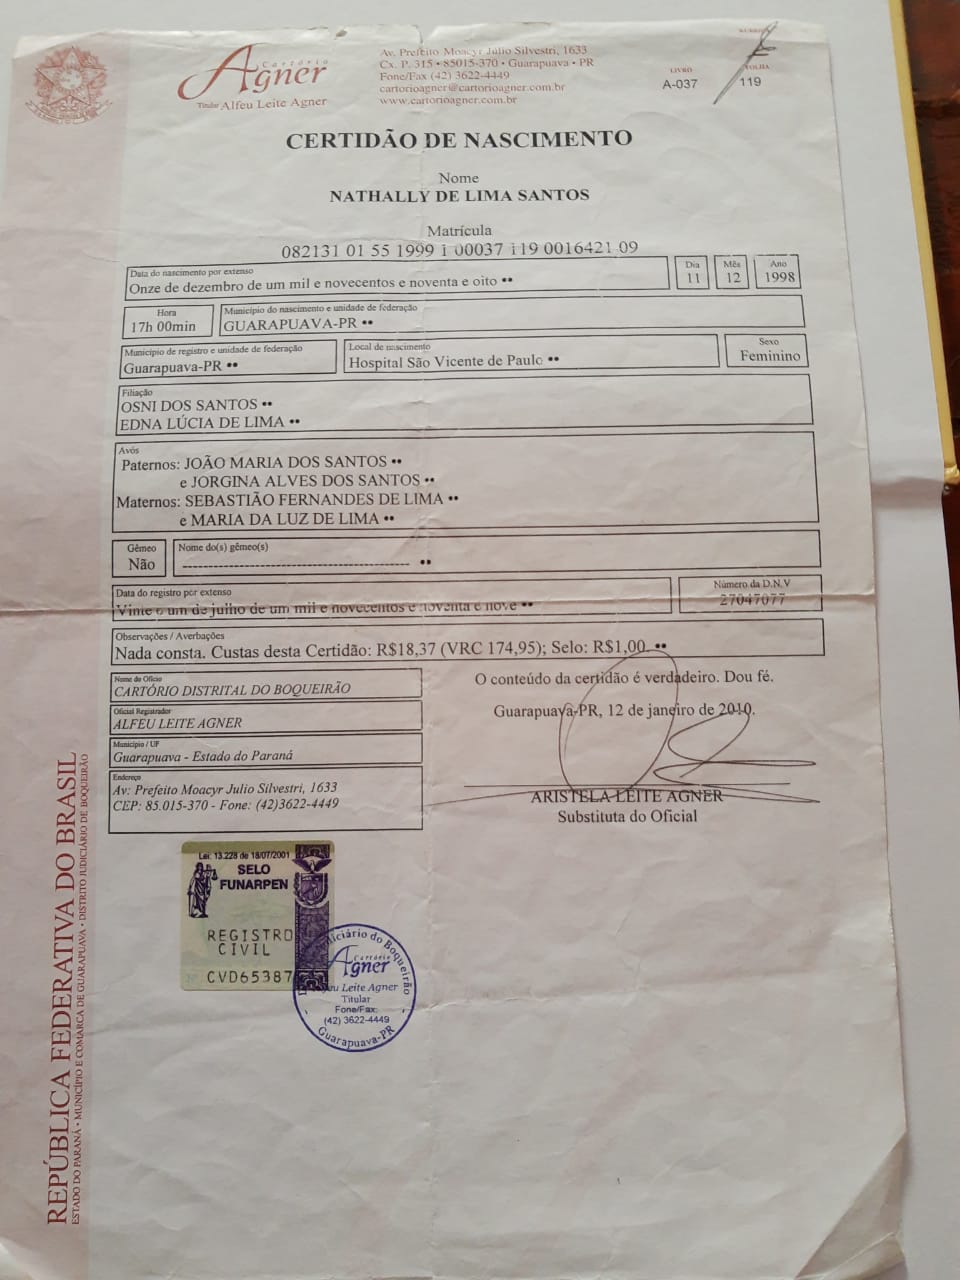 Cartório
Agner
Titular Alfeu Leite Agner
Av. Prefeito Moacyr Julio Silvestri, 1633
Cx. P. 315 • 85015-370 • Guarapuava • PR
Fone/Fax (42) 3622-4449
cartorioagner@cartorioagner.com.br
www.cartorioagner.com.br
LIVRO
A-037
FOLHA
119
CERTIDÃO DE NASCIMENTO
Nome
NATHALLY DE LIMA SANTOS
Matrícula
082131 01 55 1999 1 00037 119 0016421 09
Data do nascimento por extenso
Onze de dezembro de um mil e novecentos e noventa e oito ••
Dia
11
Mês
12
Ano
1998
Hora
17h 00min
Município do nascimento e unidade de federação
GUARAPUAVA-PR ••
Município de registro e unidade de federação
Guarapuava-PR ••
Local de nascimento
Hospital São Vicente de Paulo ••
Sexo
Feminino
Filiação
OSNI DOS SANTOS ••
EDNA LÚCIA DE LIMA ••
Avós
Paternos: JOÃO MARIA DOS SANTOS ••
e JORGINA ALVES DOS SANTOS ••
Maternos: SEBASTIÃO FERNANDES DE LIMA ••
e MARIA DA LUZ DE LIMA ••
Gêmeo
Não
Nome do(s) gêmeo(s)
------------------------------------------ ••
Data do registro por extenso
Vinte e um de julho de um mil e novecentos e noventa e nove ••
Número da D.N.V
27047077
Observações / Averbações
Nada consta. Custas desta Certidão: R$18,37 (VRC 174,95); Selo: R$1,00. ••
Nome do Ofício
CARTÓRIO DISTRITAL DO BOQUEIRÃO
Oficial Registrador
ALFEU LEITE AGNER
Município / UF
Guarapuava - Estado do Paraná
Endereço
Av: Prefeito Moacyr Julio Silvestri, 1633
CEP: 85.015-370 - Fone: (42)3622-4449
O conteúdo da certidão é verdadeiro. Dou fé.
Guarapuava-PR, 12 de janeiro de 2010.
ARISTELA LEITE AGNER
Substituta do Oficial
Lei: 13.228 de 18/07/2001
SELO
FUNARPEN
REGISTRO
CIVIL
Nº CVD65387
do Boqueirão
Cartório
Agner
Leite Agner
Titular
Fone/Fax:
(42) 3622-4449
Guarapuava-PR
REPÚBLICA FEDERATIVA DO BRASIL
ESTADO DO PARANÁ • MUNICÍPIO E COMARCA DE GUARAPUAVA • DISTRITO JUDICIÁRIO DE BOQUEIRÃO